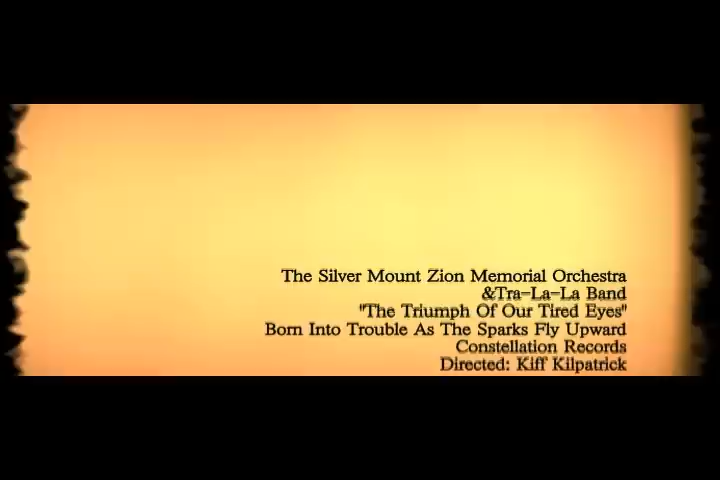 The Silver Mount Zion Memorial Orchestra
&Tra-La-La Band
"The Triumph Of Our Tired Eyes"
Born Into Trouble As The Sparks Fly Upward
Constellation Records
Directed: Kiff Kilpatrick